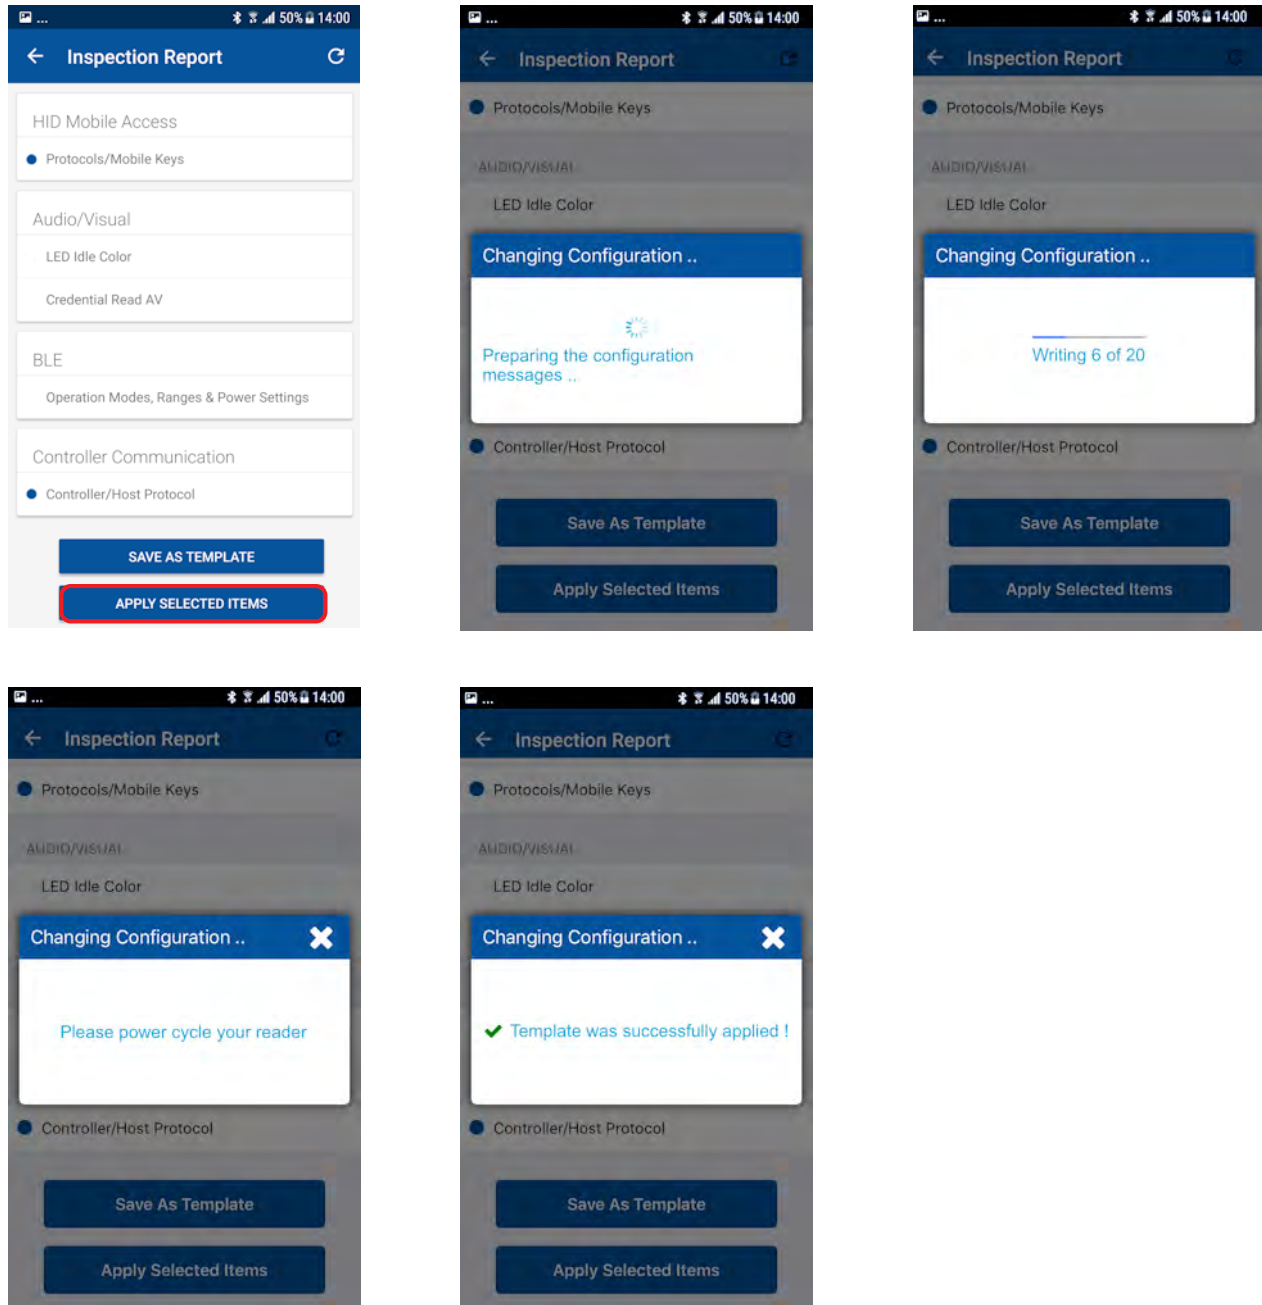 ... 50% 14:00
Inspection Report
HID Mobile Access
Protocols/Mobile Keys
Audio/Visual
LED Idle Color
Credential Read AV
BLE
Operation Modes, Ranges & Power Settings
Controller Communication
Controller/Host Protocol
SAVE AS TEMPLATE
APPLY SELECTED ITEMS
... 50% 14:00
Inspection Report
Protocols/Mobile Keys
AUDIO/VISUAL
LED Idle Color
Changing Configuration ..
Preparing the configuration
messages ..
Controller/Host Protocol
Save As Template
Apply Selected Items
... 50% 14:00
Inspection Report
Protocols/Mobile Keys
AUDIO/VISUAL
LED Idle Color
Changing Configuration ..
Writing 6 of 20
Controller/Host Protocol
Save As Template
Apply Selected Items
... 50% 14:00
Inspection Report
Protocols/Mobile Keys
AUDIO/VISUAL
LED Idle Color
Changing Configuration ..
Please power cycle your reader
Controller/Host Protocol
Save As Template
Apply Selected Items
... 50% 14:00
Inspection Report
Protocols/Mobile Keys
AUDIO/VISUAL
LED Idle Color
Changing Configuration ..
Template was successfully applied !
Controller/Host Protocol
Save As Template
Apply Selected Items